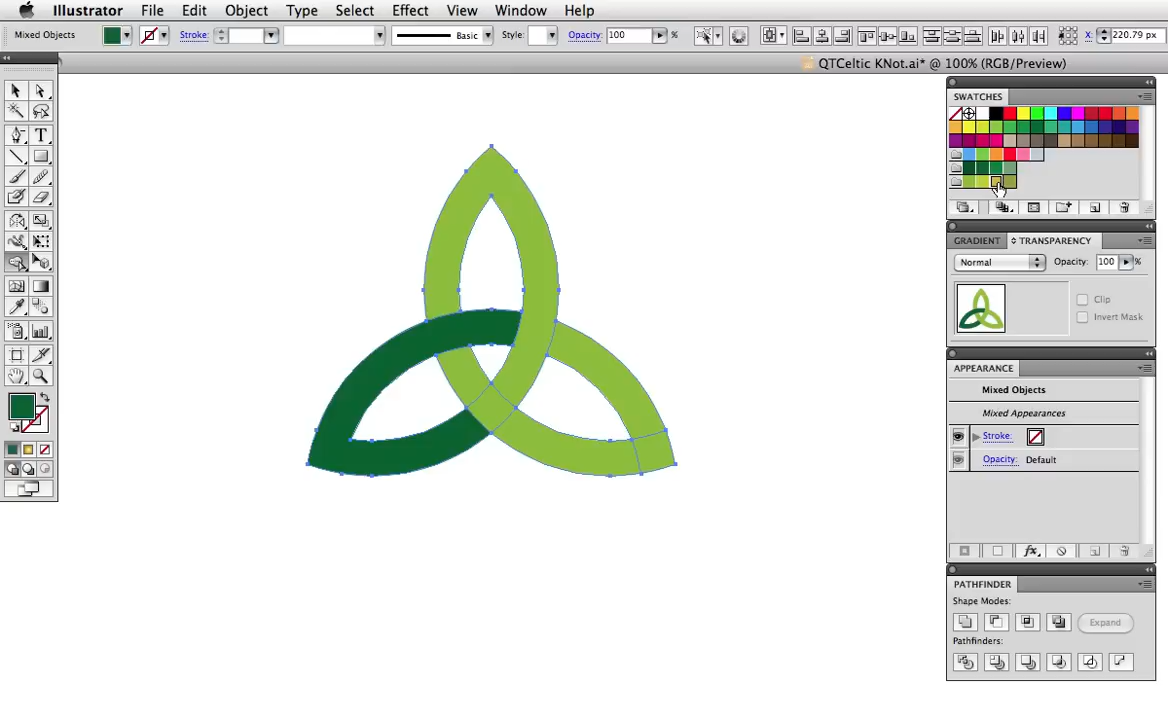 Illustrator File Edit Object Type Select Effect View Window Help
Mixed Objects Stroke: Basic Style: Opacity: 100 % X: 220.79 px
QTCeltic KNot.ai* @ 100% (RGB/Preview)
SWATCHES
GRADIENT TRANSPARENCY
Normal Opacity: 100 %
Clip
Invert Mask
APPEARANCE
Mixed Objects
Mixed Appearances
Stroke:
Opacity: Default
fx
PATHFINDER
Shape Modes:
Expand
Pathfinders:
T